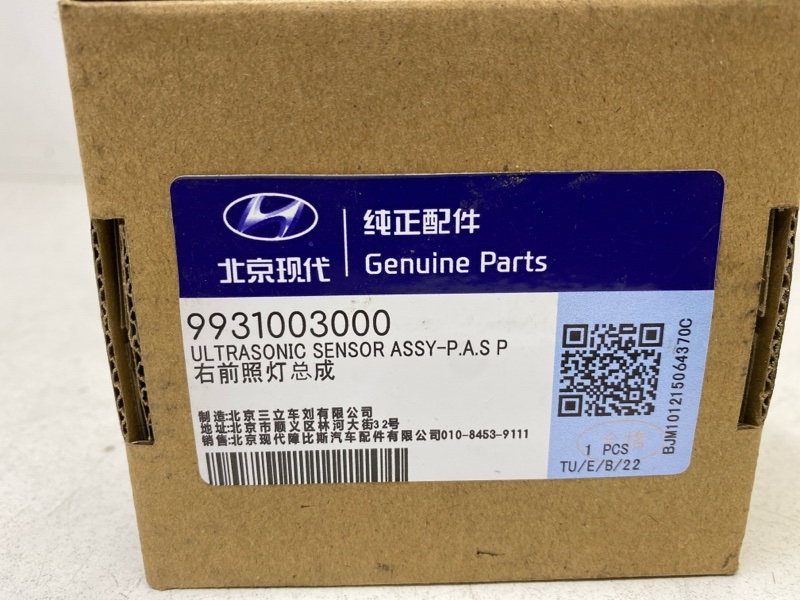 北京现代
纯正配件
Genuine Parts
9931003000
ULTRASONIC SENSOR ASSY-P.A.S P
右前照灯总成
制造:北京三立车刘有限公司
地址:北京市顺义区林河大街32号
销售:北京现代障比斯汽车配件有限公司010-8453-9111
1 PCS
TU/E/B/22
BJM101215064370C